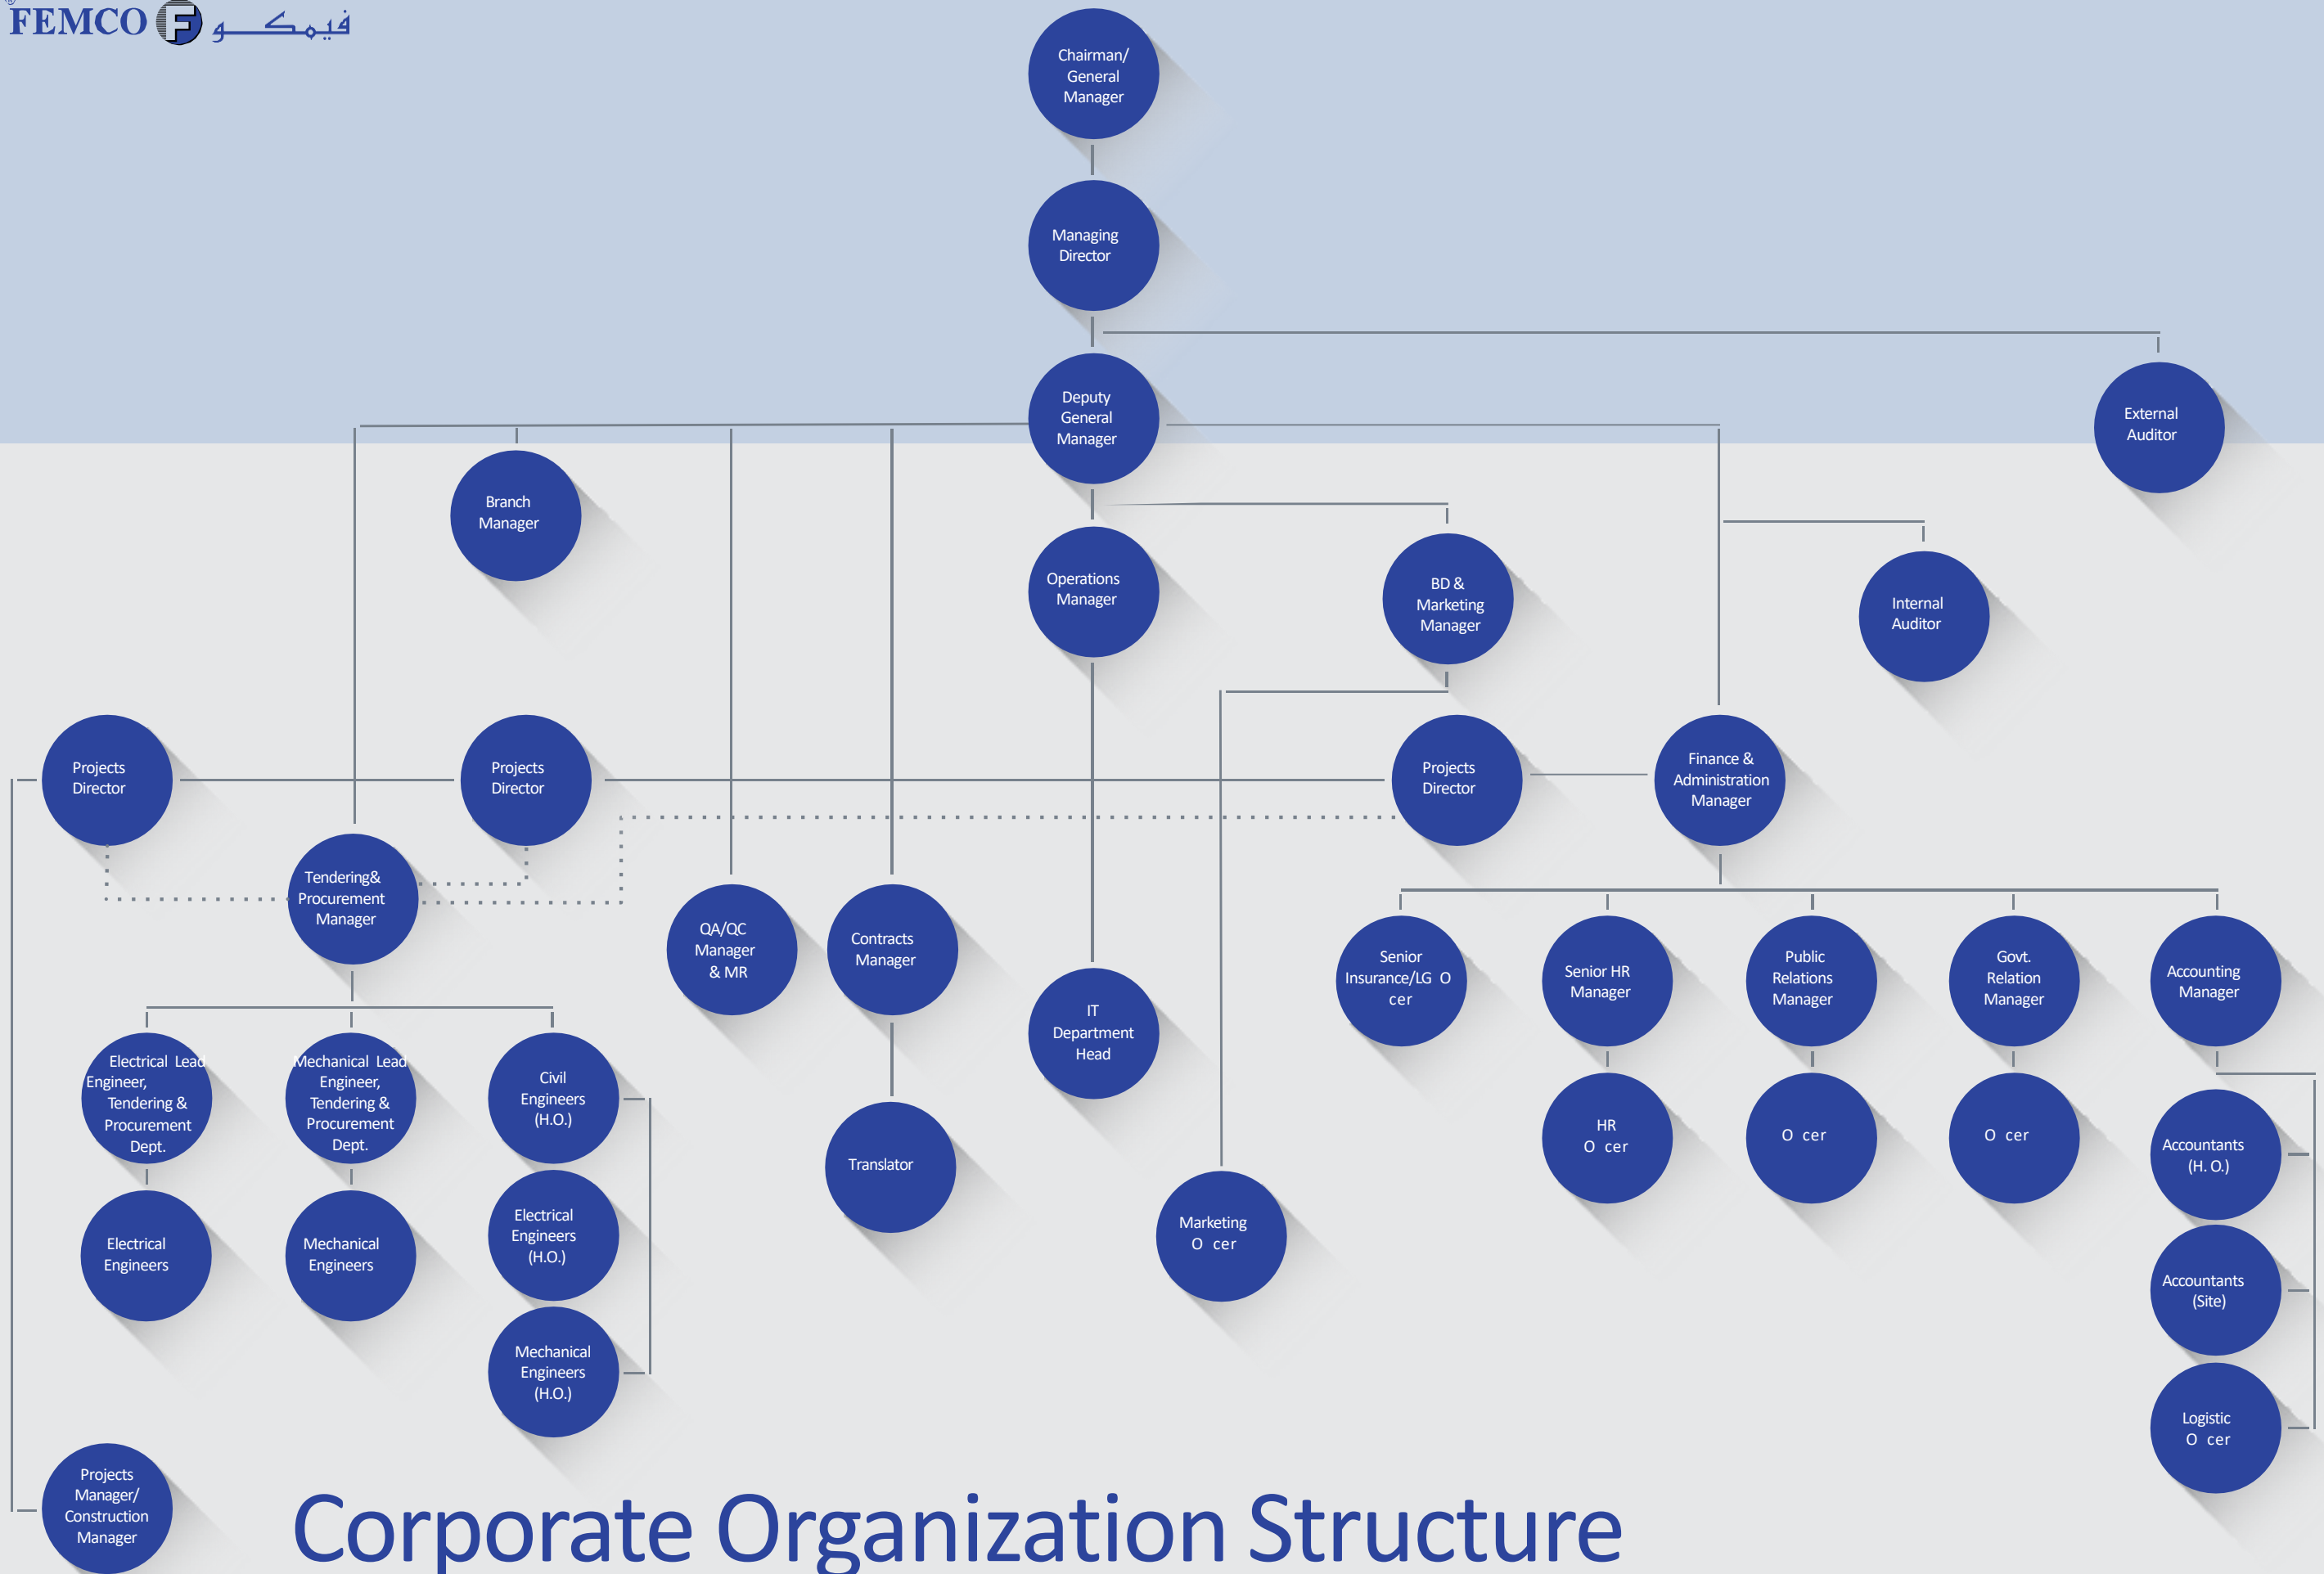 ®
FEMCO F فيمكو
Chairman/
General
Manager
Managing
Director
Deputy
General
Manager
External
Auditor
Branch
Manager
Operations
Manager
BD &
Marketing
Manager
Internal
Auditor
Projects
Director
Projects
Director
Projects
Director
Finance &
Administration
Manager
Tendering&
Procurement
Manager
QA/QC
Manager
& MR
Contracts
Manager
Senior
Insurance/LG O
cer
Senior HR
Manager
Public
Relations
Manager
Govt.
Relation
Manager
Accounting
Manager
IT
Department
Head
Electrical Lead
Engineer,
Tendering &
Procurement
Dept.
Mechanical Lead
Engineer,
Tendering &
Procurement
Dept.
Civil
Engineers
(H.O.)
Translator
HR
O cer
O cer
O cer
Accountants
(H. O.)
Electrical
Engineers
Mechanical
Engineers
Electrical
Engineers
(H.O.)
Marketing
O cer
Accountants
(Site)
Mechanical
Engineers
(H.O.)
Logistic
O cer
Projects
Manager/
Construction
Manager
Corporate Organization Structure